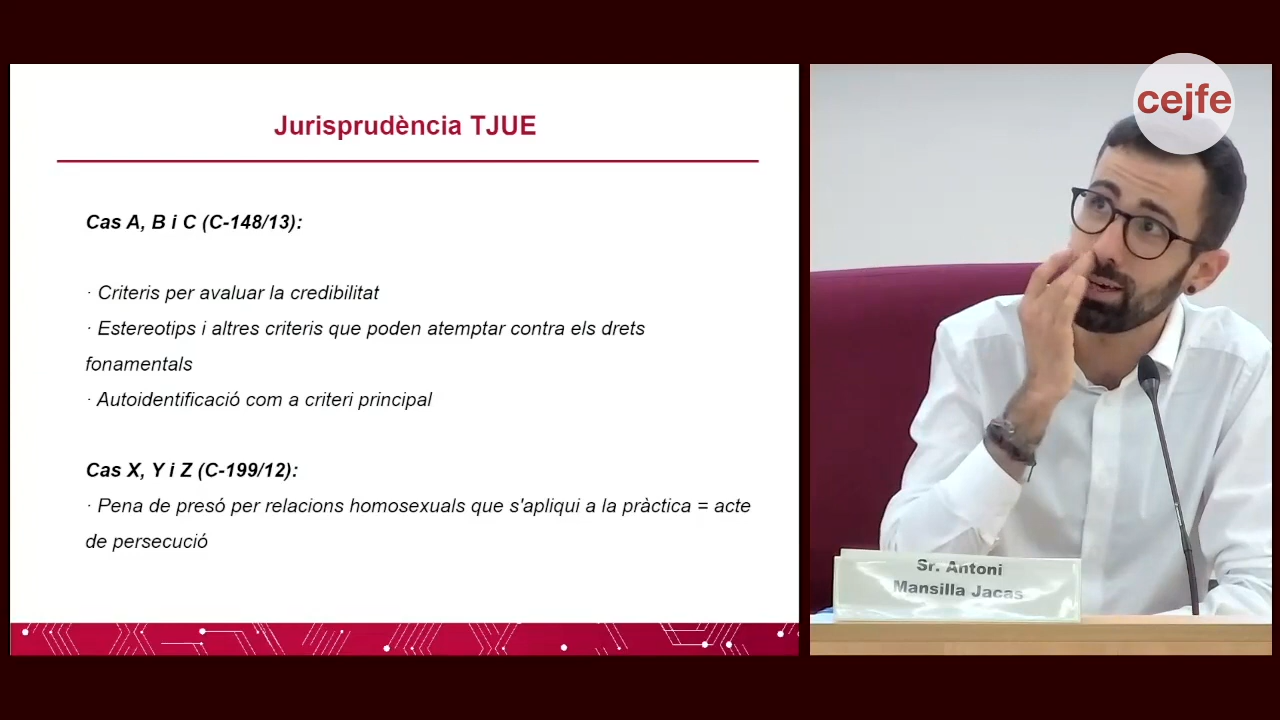 Jurisprudència TJUE
Cas A, B i C (C-148/13):
· Criteris per avaluar la credibilitat
· Estereotips i altres criteris que poden atemptar contra els drets
fonamentals
· Autoidentificació com a criteri principal
Cas X, Y i Z (C-199/12):
· Pena de presó per relacions homosexuals que s'apliqui a la pràctica = acte
de persecució
cejfe
Sr. Antoni
Mansilla Jacas